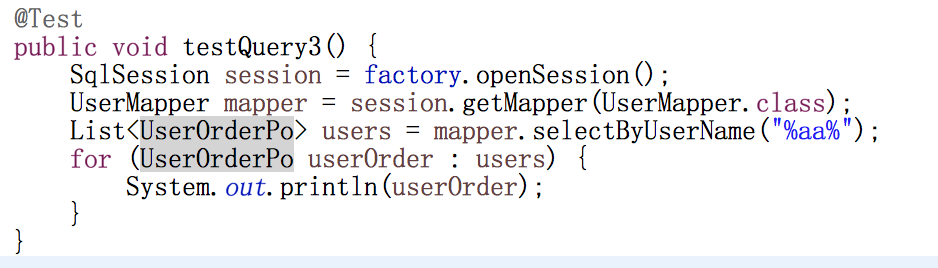 @Test
public void testQuery3() {
    SqlSession session = factory.openSession();
    UserMapper mapper = session.getMapper(UserMapper.class);
    List<UserOrderPo> users = mapper.selectByUserName("%aa%");
    for (UserOrderPo userOrder : users) {
        System.out.println(userOrder);
    }
}